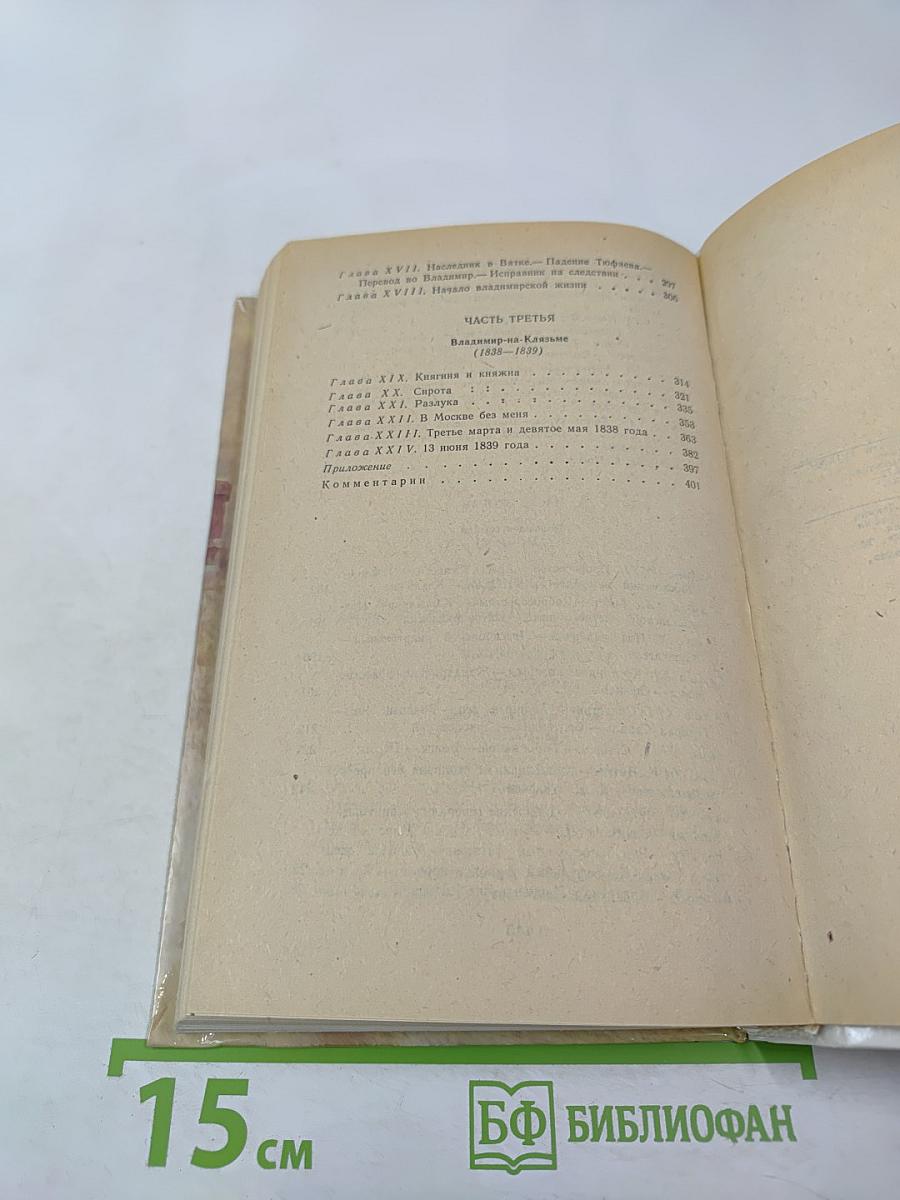 Глава XVII. Наследник в Вятке.— Падение Тюфяева.—
Перевод во Владимир.— Исправник на следствии . . . 297
Глава XVIII. Начало владимирской жизни . . . . . 306
ЧАСТЬ ТРЕТЬЯ
Владимир-на-Клязьме
(1838—1839)
Глава XIX. Княгиня и княжна . . . . . . . . . . 314
Глава XX. Сирота : : . . . . . . . . . . 321
Глава XXI. Разлука . . : . : . . . . . . . 335
Глава XXII. В Москве без меня . . . . . . . . . . 353
Глава XXIII. Третье марта и девятое мая 1838 года . . 363
Глава XXIV. 13 июня 1839 года . . . . . . . . . . 382
Приложение . . . . . . . . . . . . . . . 397
Комментарии . . . . . . . . . . . . . . 401
15 см
БФ БИБЛИОФАН